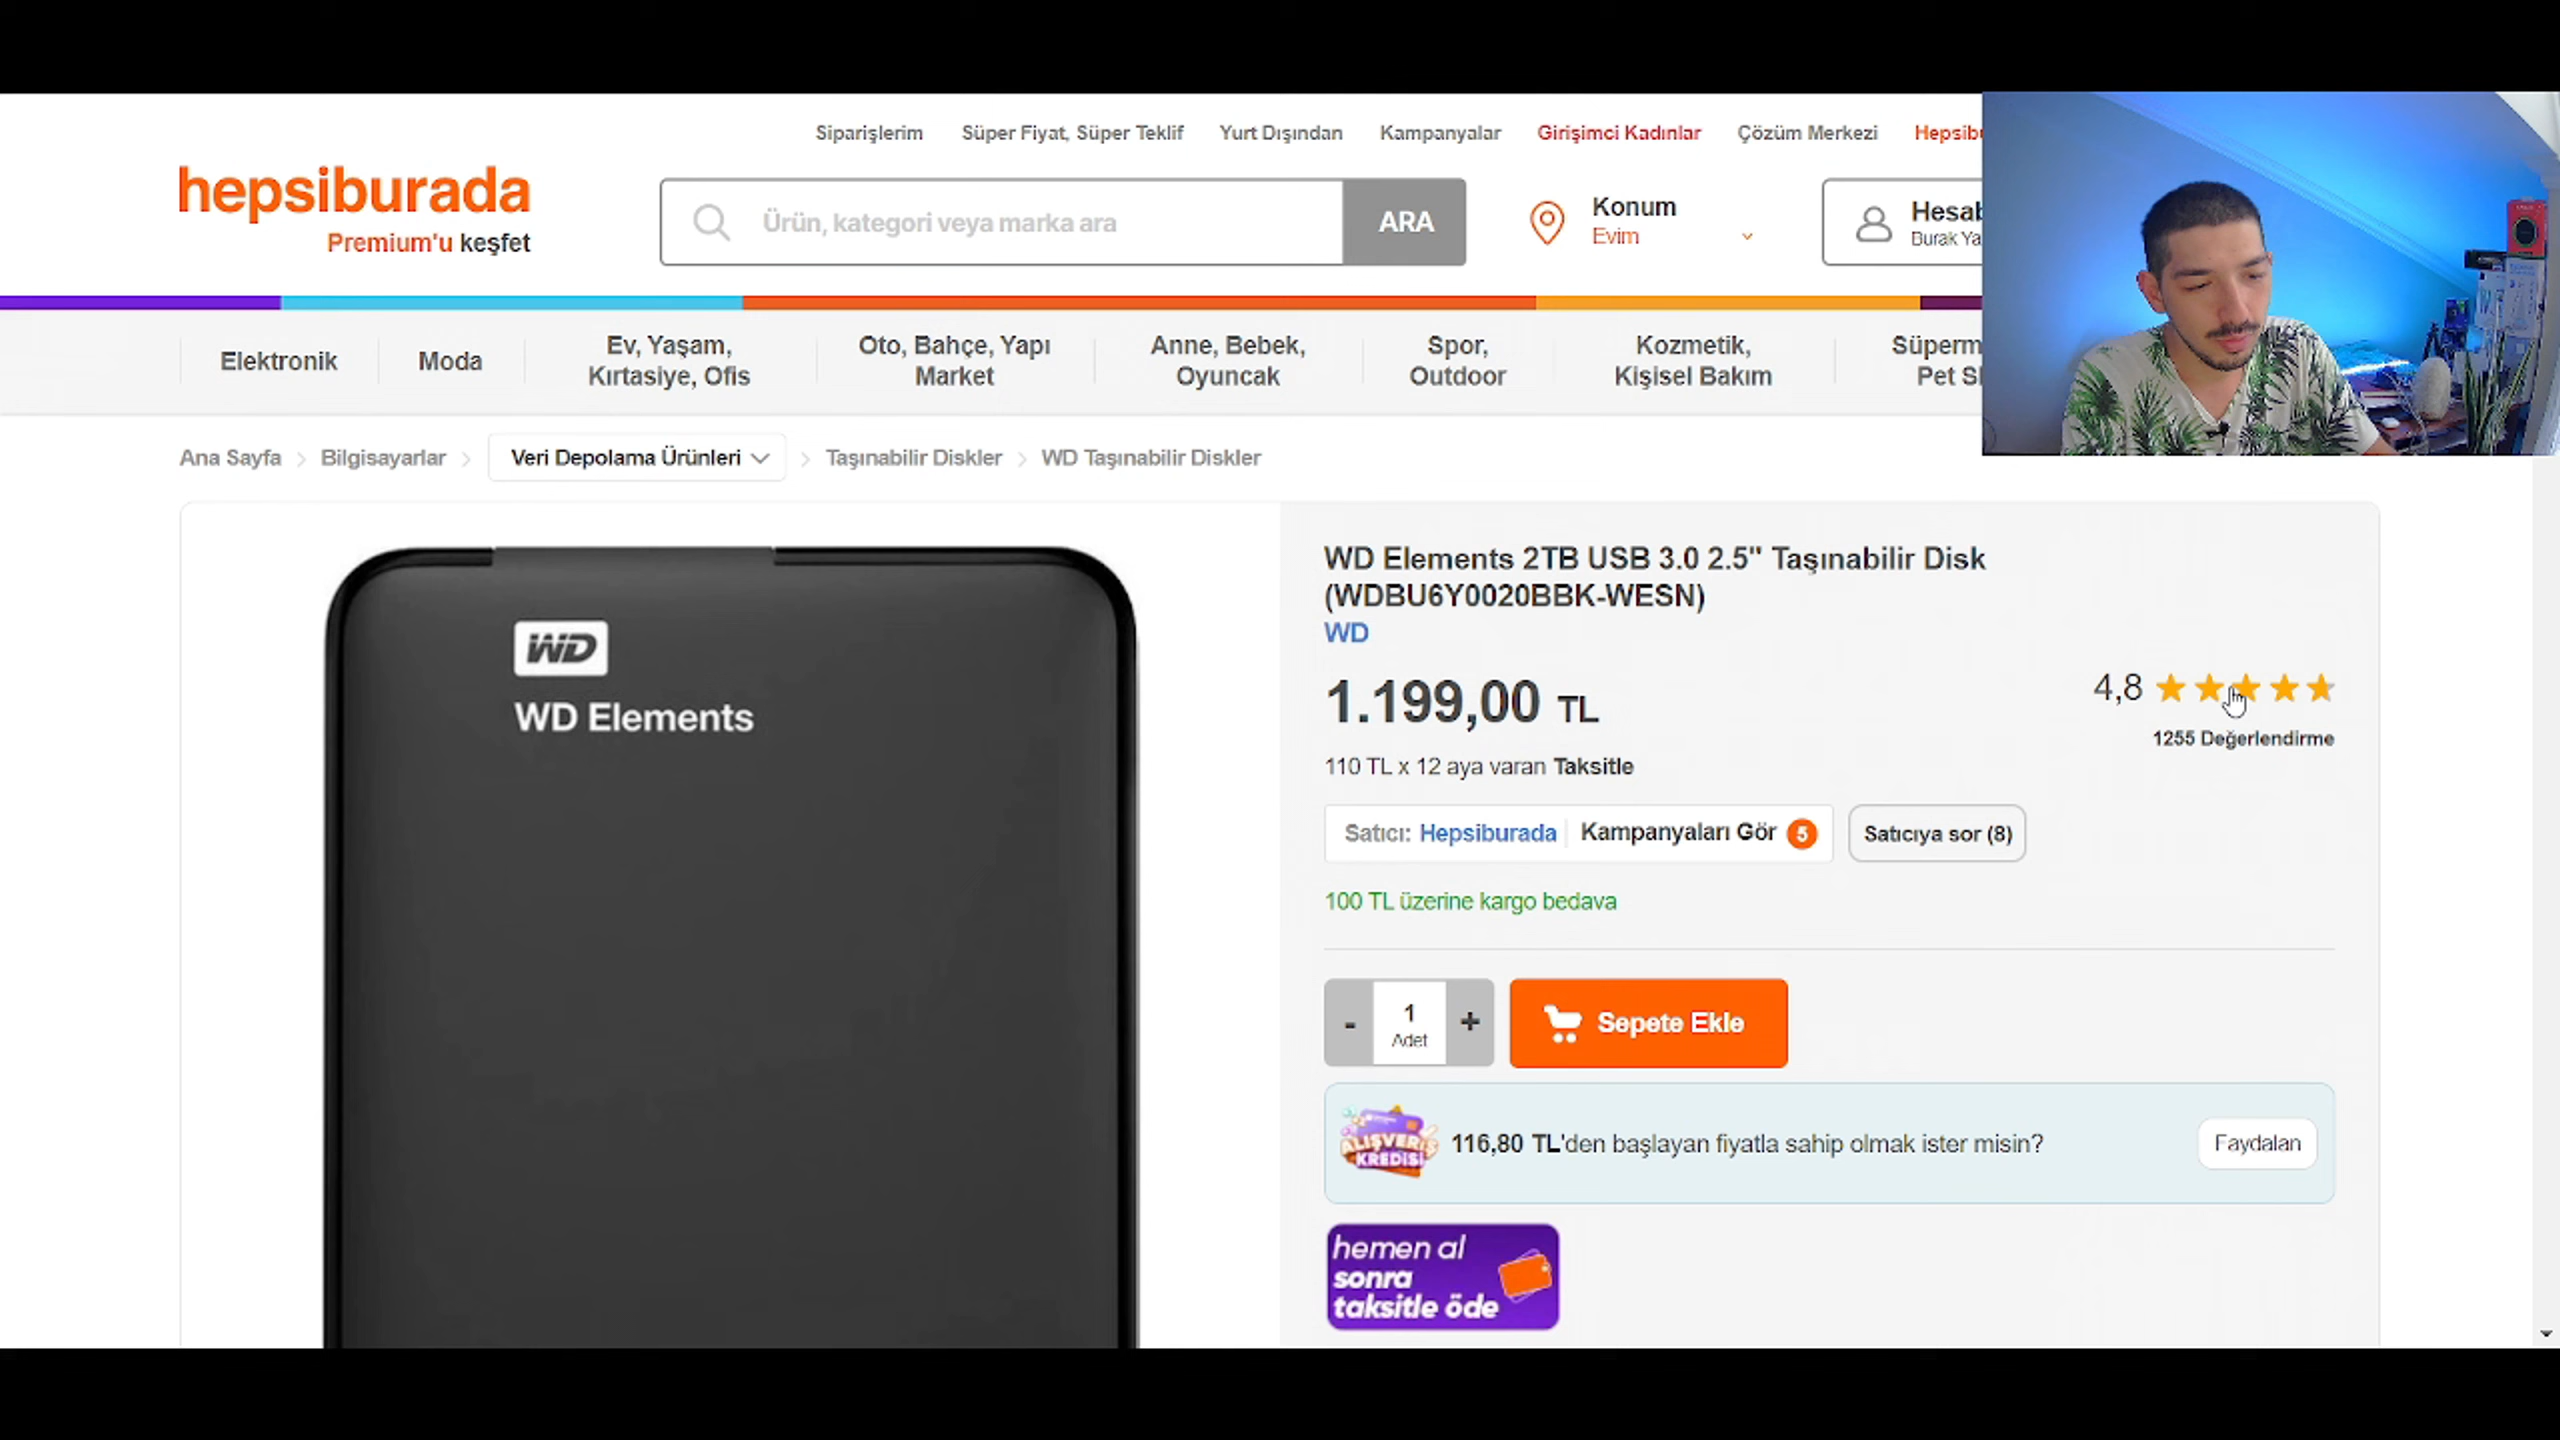 Siparişlerim Süper Fiyat, Süper Teklif Yurt Dışından Kampanyalar Girişimci Kadınlar Çözüm Merkezi Hepsibu
hepsiburada
Premium'u keşfet
Ürün, kategori veya marka ara
ARA
Konum
Evim
Hesab
Burak Ya
Elektronik
Moda
Ev, Yaşam,
Kırtasiye, Ofis
Oto, Bahçe, Yapı
Market
Anne, Bebek,
Oyuncak
Spor,
Outdoor
Kozmetik,
Kişisel Bakım
Süperm
Pet S
Ana Sayfa Bilgisayarlar Veri Depolama Ürünleri Taşınabilir Diskler WD Taşınabilir Diskler
WD
WD Elements
WD Elements 2TB USB 3.0 2.5" Taşınabilir Disk
(WDBU6Y0020BBK-WESN)
WD
1.199,00 TL
4,8
1255 Değerlendirme
110 TL x 12 aya varan Taksitle
Satıcı: Hepsiburada Kampanyaları Gör 5
Satıcıya sor (8)
100 TL üzerine kargo bedava
- 1 +
Adet
Sepete Ekle
ALIŞVERİŞ
KREDİSİ
116,80 TL'den başlayan fiyatla sahip olmak ister misin?
Faydalan
hemen al
sonra
taksitle öde